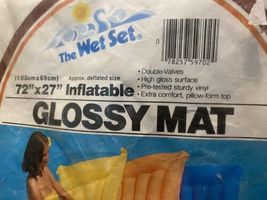 The Wet Set®
0
78257 59702
(183cm x 69cm) Approx. deflated size
72"x27" Inflatable
• Double-Valves
• High gloss surface
• Pre-tested sturdy vinyl
• Extra comfort, pillow-form top
GLOSSY MAT